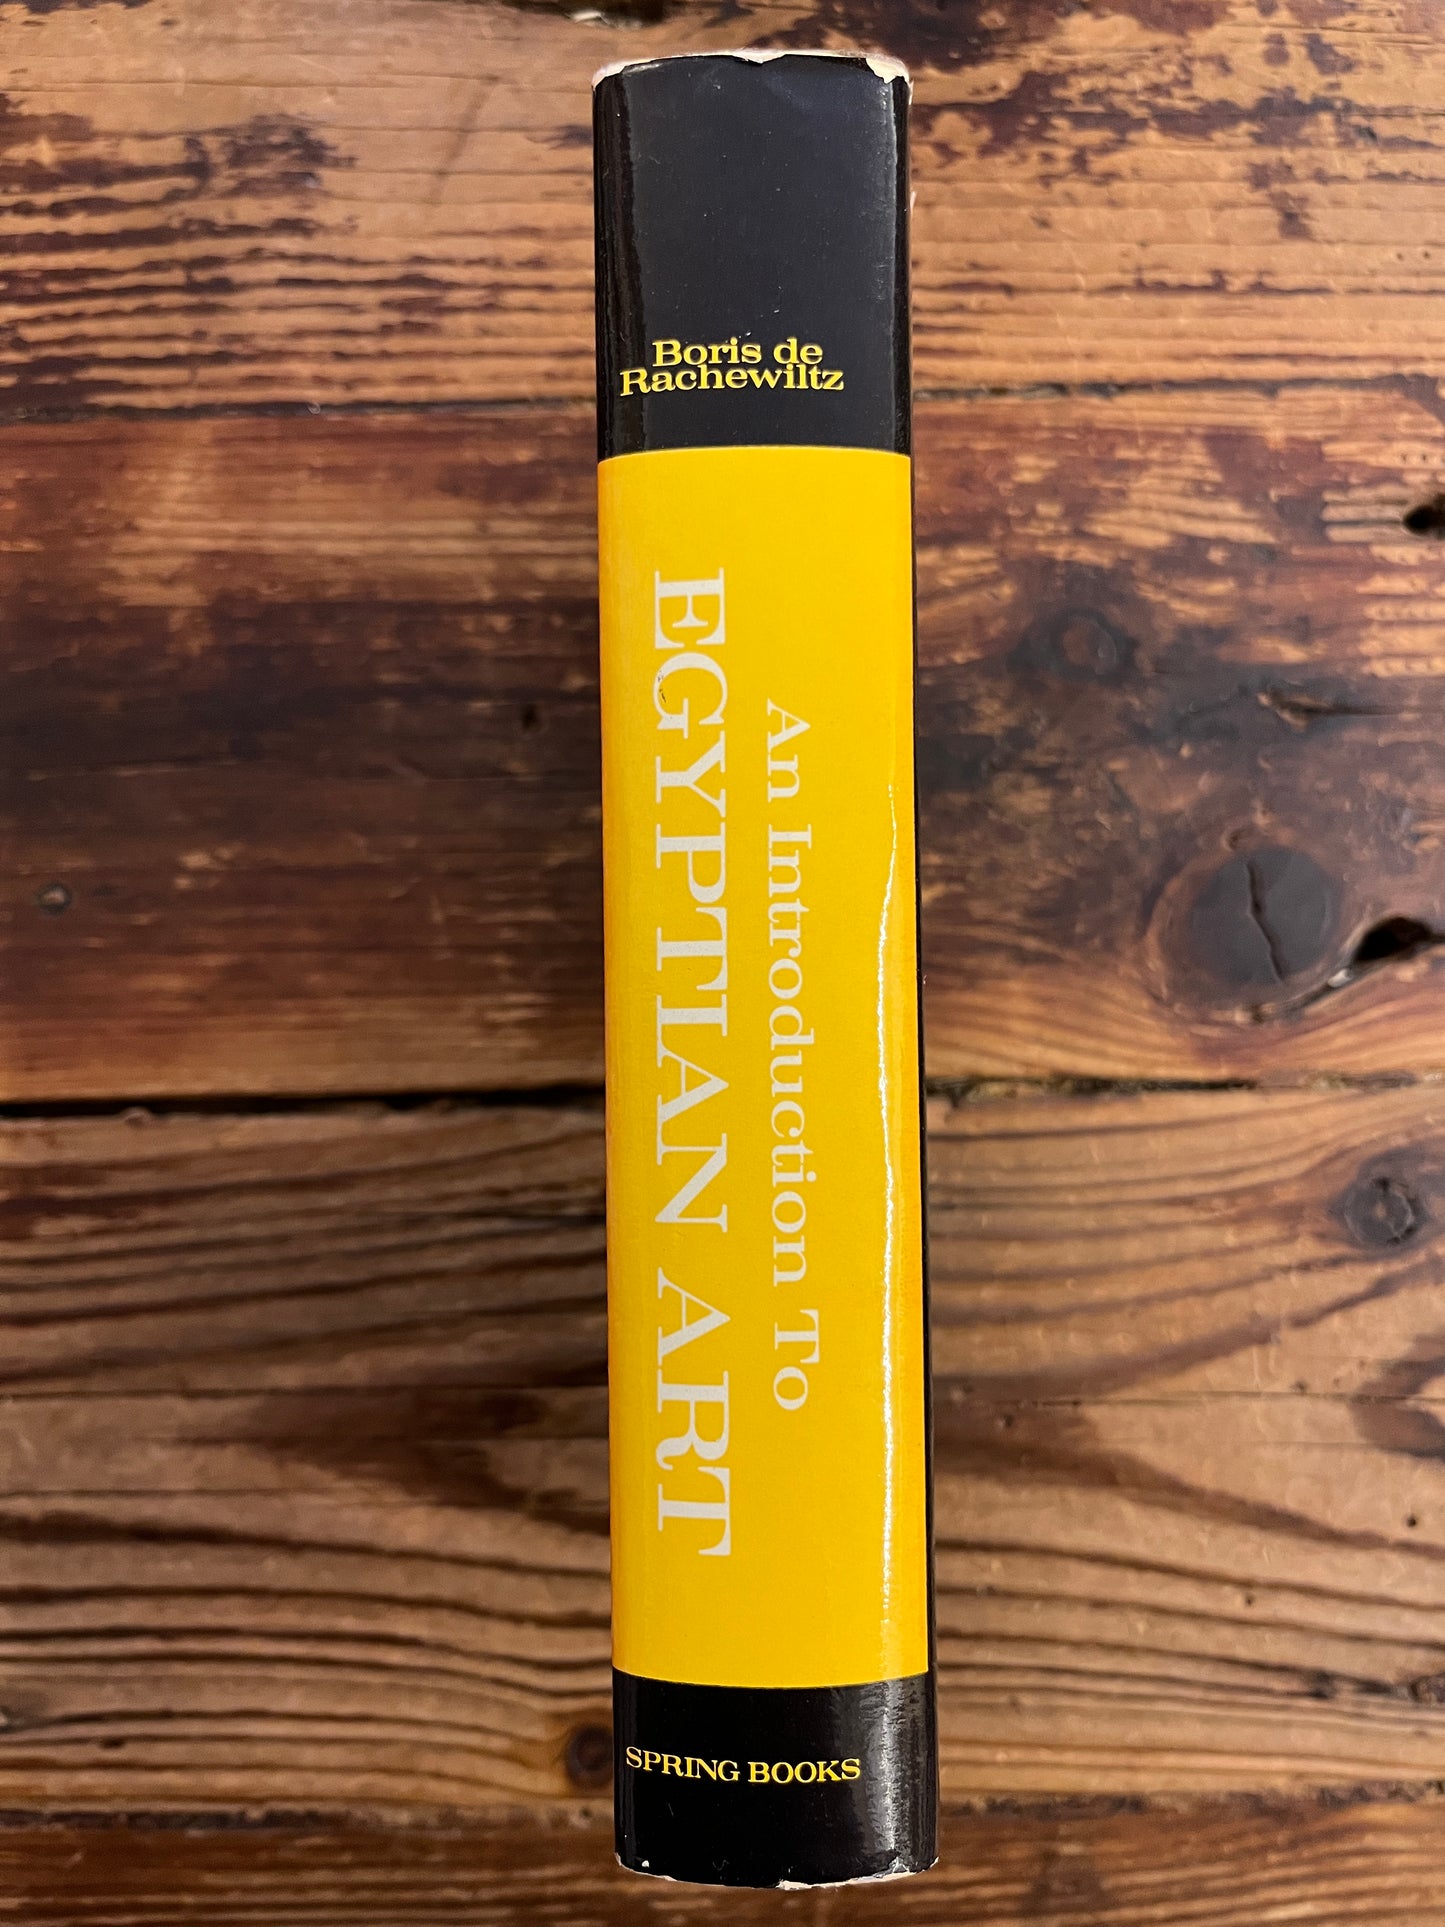 Boris de
Rachewiltz
An Introduction To
EGYPTIAN ART
SPRING BOOKS